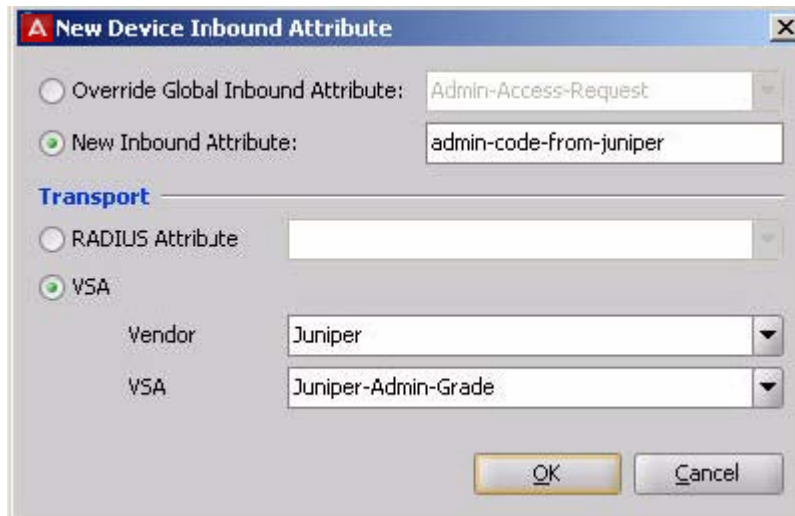 A New Device Inbound Attribute
Override Global Inbound Attribute: Admin-Access-Request
New Inbound Attribute: admin-code-from-juniper
Transport
RADIUS Attribute
VSA
Vendor Juniper
VSA Juniper-Admin-Grade
OK Cancel